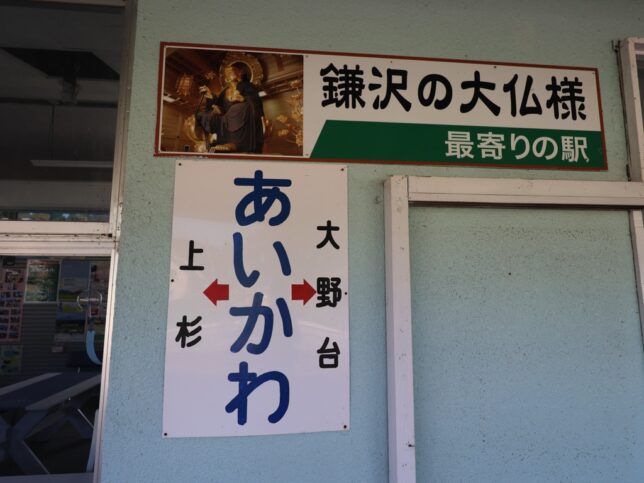 鎌沢の大仏様
最寄りの駅
あいかわ
大野台
上杉